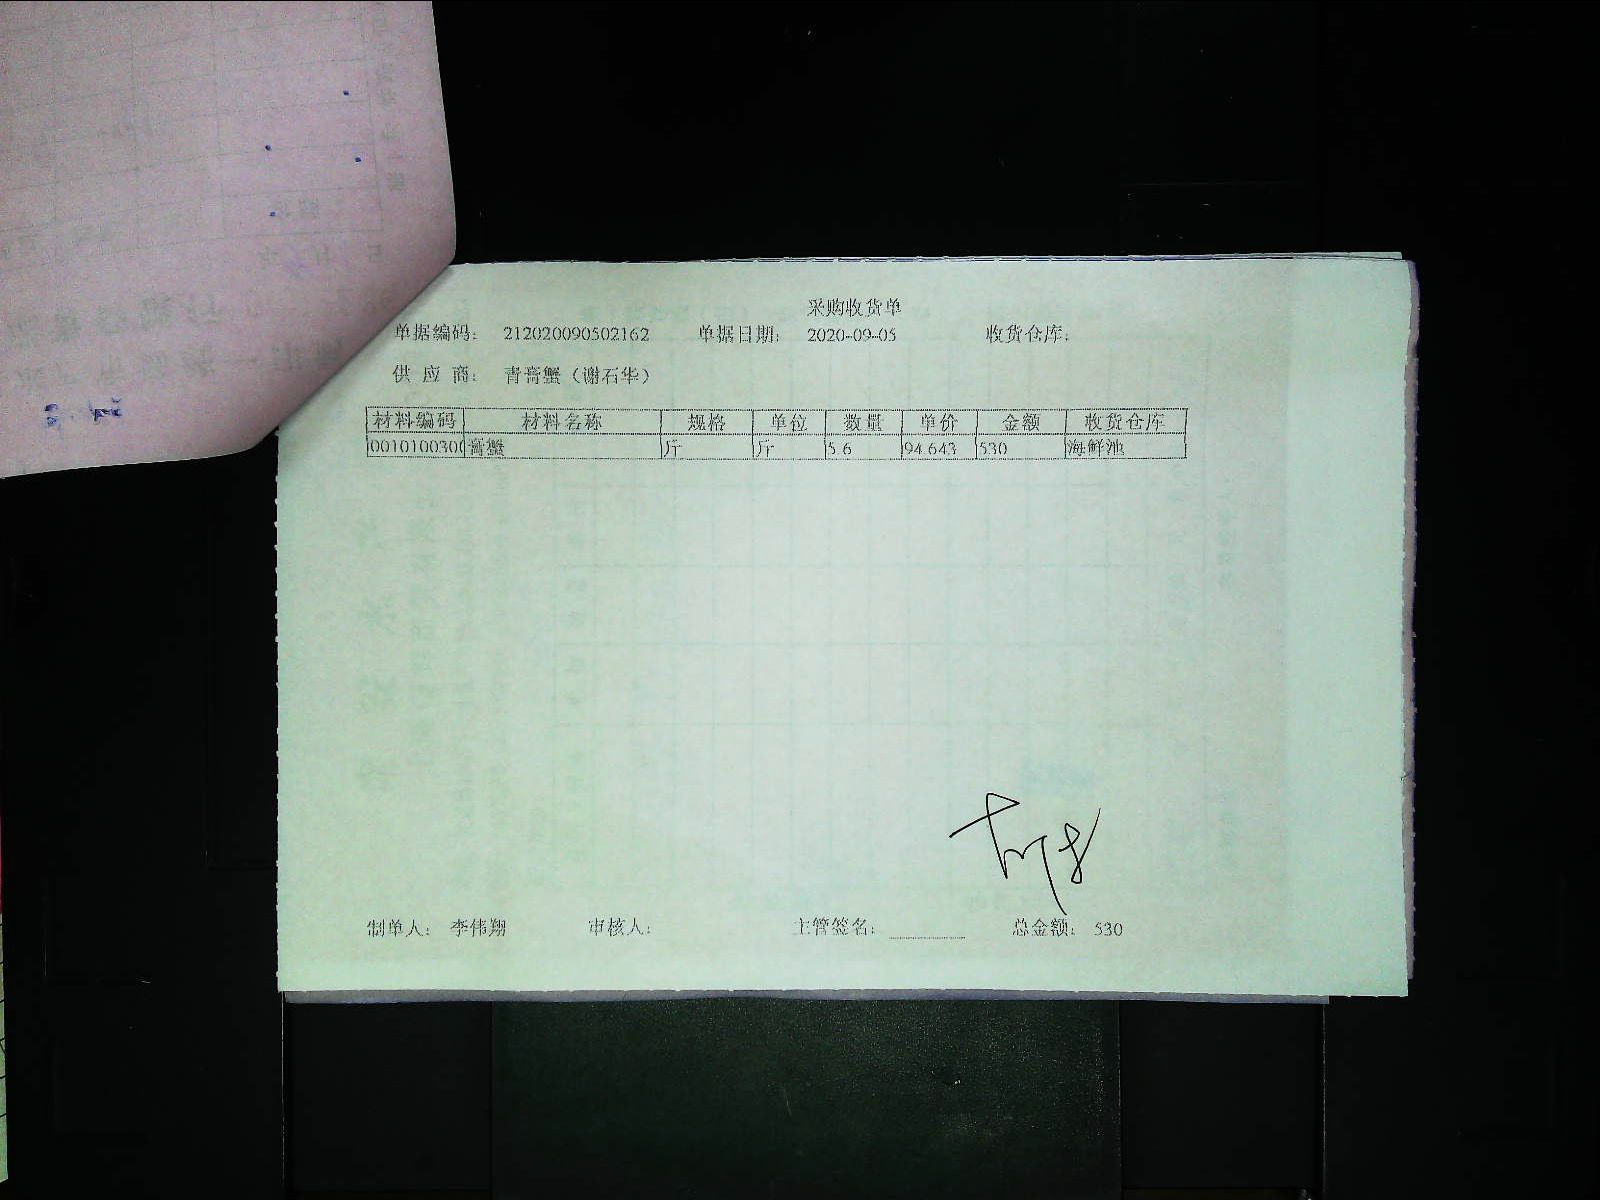 采购收货单
单据编码: 212020090502162 单据日期: 2020-09-05 收货仓库:
供应商: 青膏蟹(谢石华)
材料编码 材料名称 规格 单位 数量 单价 金额 收货仓库
0010100300 膏蟹 斤 斤 5.6 94.643 530 海鲜池
制单人: 李伟翔 审核人: 主管签名: 总金额: 530